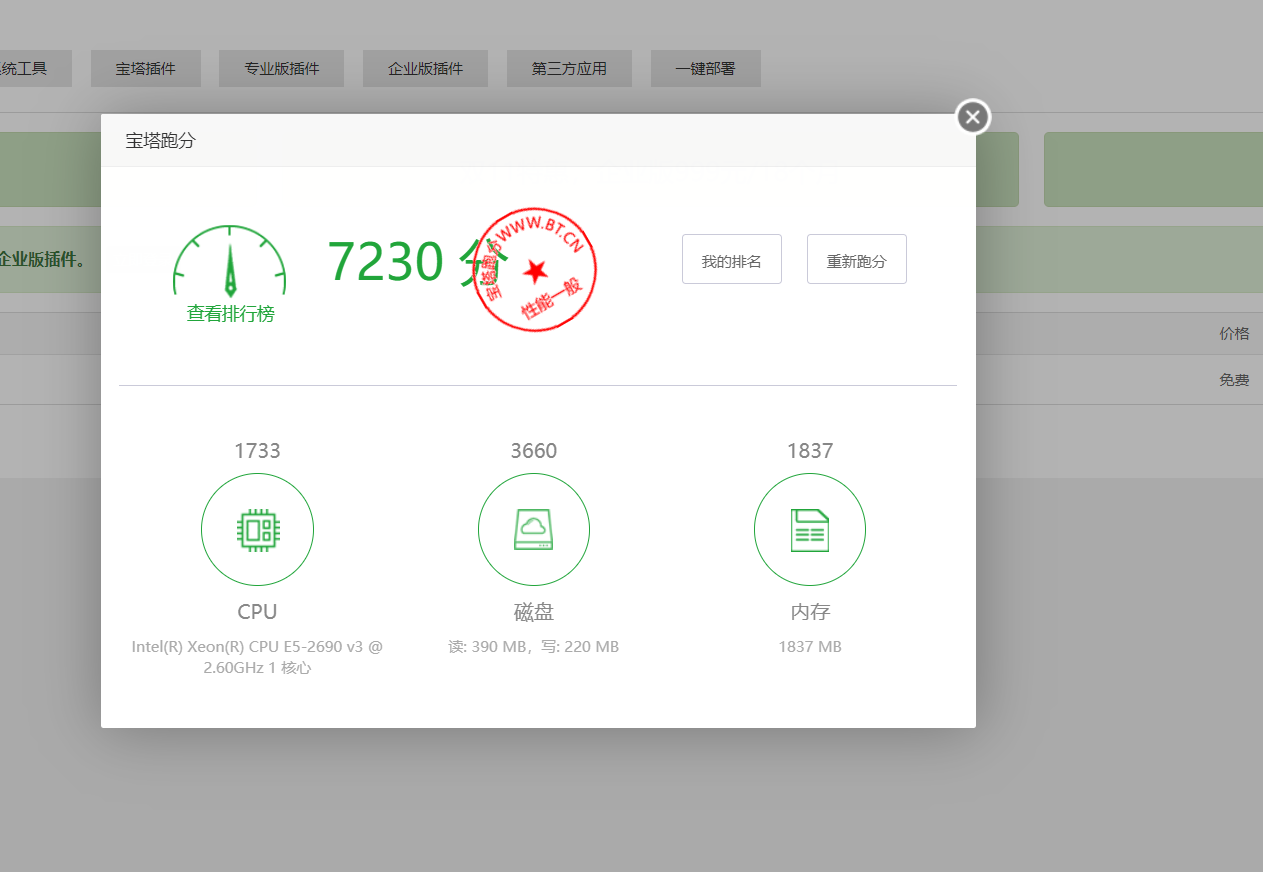 统工具
宝塔插件
专业版插件
企业版插件
第三方应用
一键部署
宝塔跑分
企业版插件。
查看排行榜
7230 分
宝塔跑分WWW.BT.CN
性能一般
我的排名
重新跑分
价格
免费
1733
3660
1837
CPU
磁盘
内存
Intel(R) Xeon(R) CPU E5-2690 v3 @
2.60GHz 1 核心
读: 390 MB，写: 220 MB
1837 MB